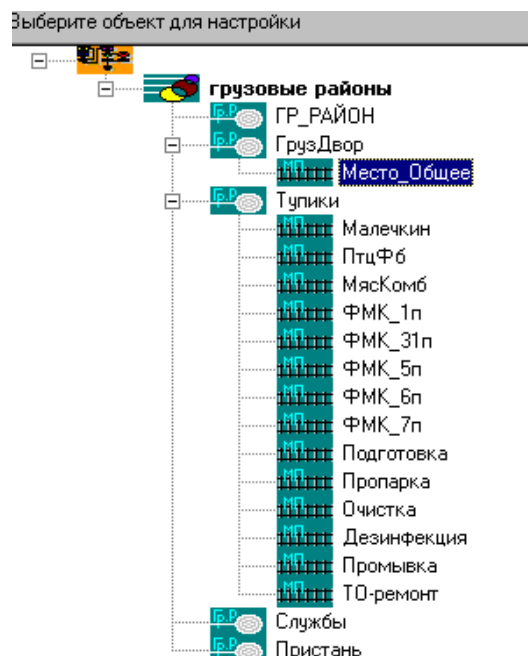 Выберите объект для настройки
грузовые районы
Гр.Р ГР_РАЙОН
Гр.Р ГрузДвор
МП Место_Общее
Гр.Р Тупики
МП Малечкин
МП ПтцФб
МП МясКомб
МП ФМК_1п
МП ФМК_31п
МП ФМК_5п
МП ФМК_6п
МП ФМК_7п
МП Подготовка
МП Пропарка
МП Очистка
МП Дезинфекция
МП Промывка
МП ТО-ремонт
Гр.Р Службы
Гр.Р Пристань